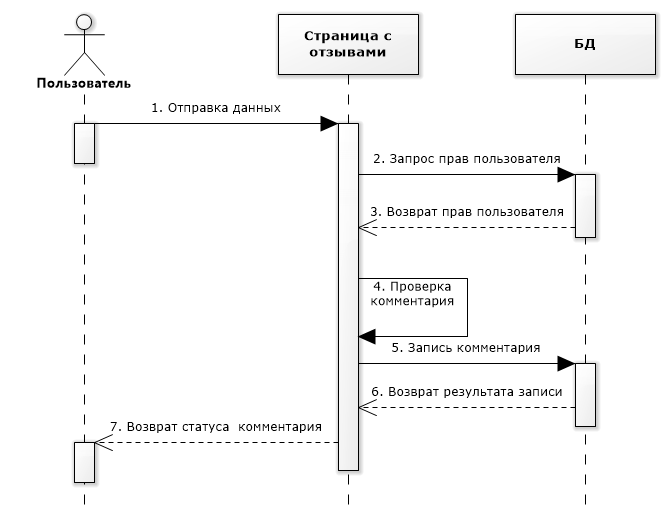 Пользователь
Страница с
отзывами
БД
1. Отправка данных
2. Запрос прав пользователя
3. Возврат прав пользователя
4. Проверка
комментария
5. Запись комментария
6. Возврат результата записи
7. Возврат статуса  комментария